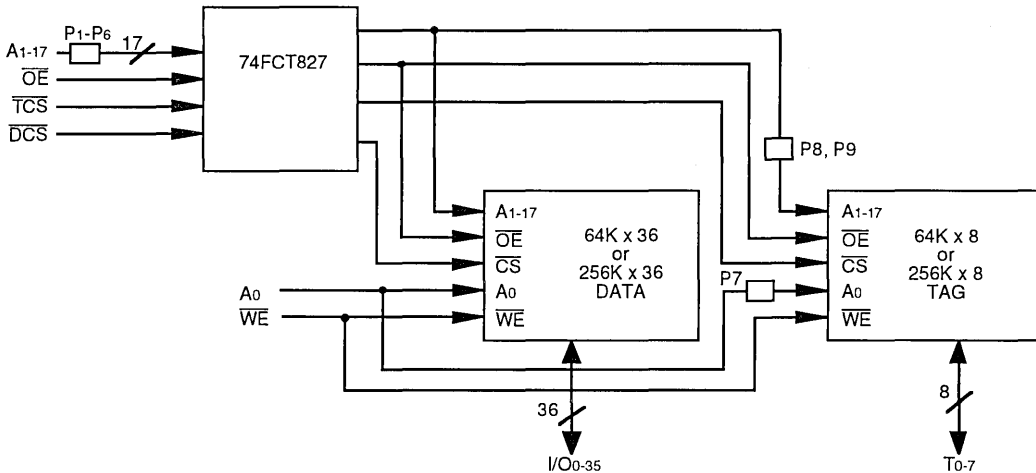 P1-P6
A1-17
17
OE
TCS
DCS
74FCT827
P8, P9
A1-17
OE
CS
A0
WE
64K x 36
or
256K x 36
DATA
A0
WE
P7
A1-17
OE
CS
A0
WE
64K x 8
or
256K x 8
TAG
36
I/O0-35
8
T0-7